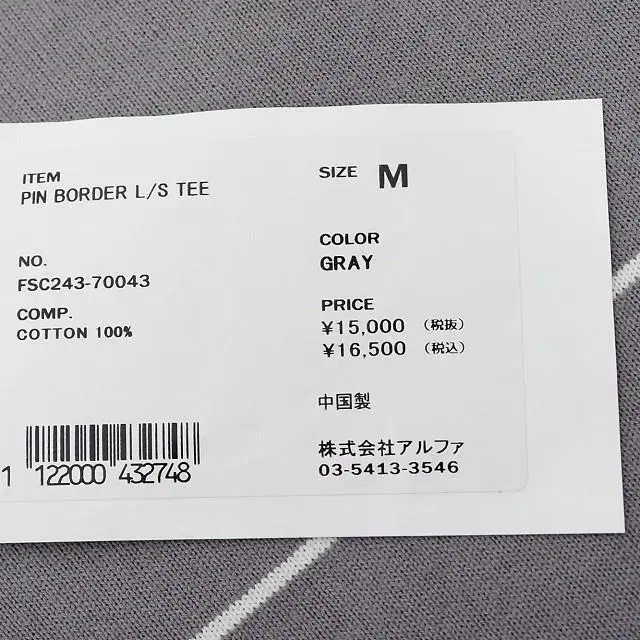 ITEM
PIN BORDER L/S TEE
SIZE M
NO.
FSC243-70043
COLOR
GRAY
COMP.
COTTON 100%
PRICE
¥15,000 (税抜)
¥16,500 (税込)
中国製
株式会社アルファ
03-5413-3546
1 122000 432748